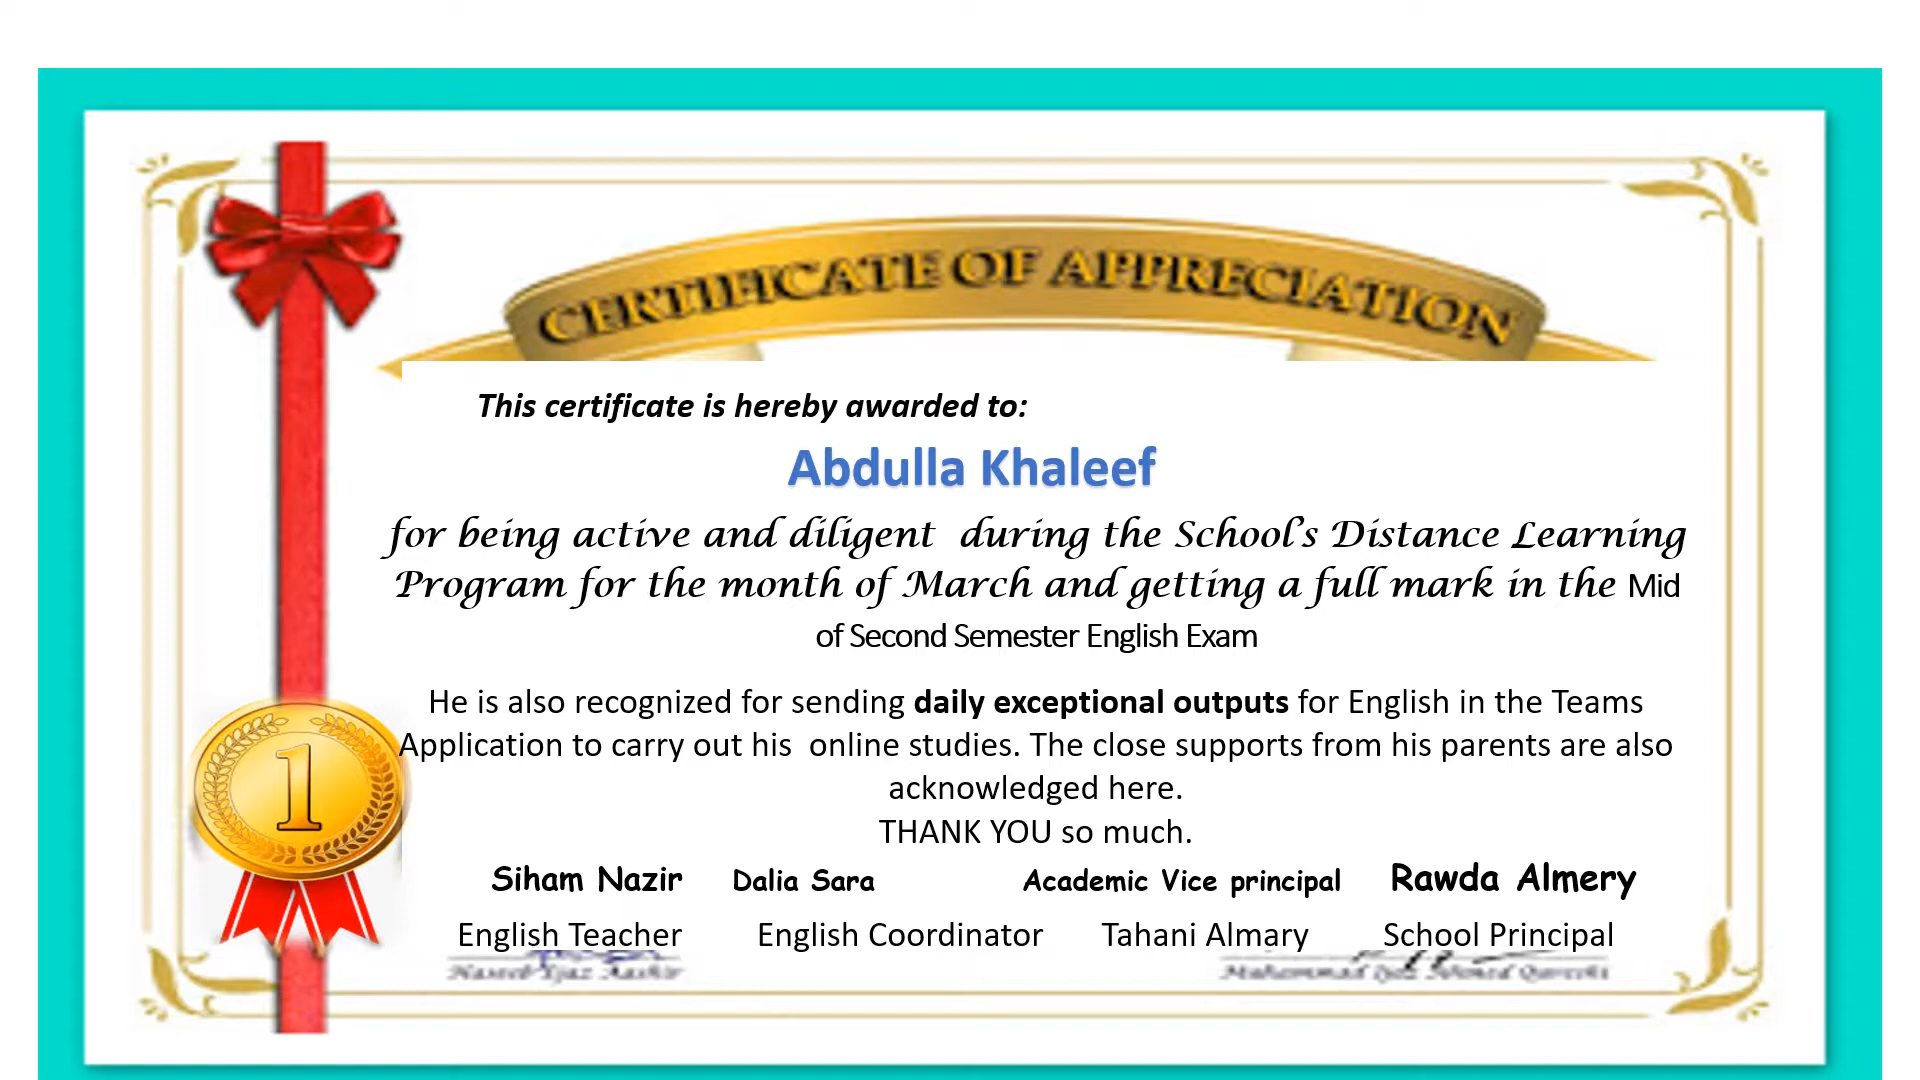 CERTIFICATE OF APPRECIATION
This certificate is hereby awarded to:
Abdulla Khaleef
for being active and diligent during the School's Distance Learning
Program for the month of March and getting a full mark in the Mid
of Second Semester English Exam
He is also recognized for sending daily exceptional outputs for English in the Teams
Application to carry out his online studies. The close supports from his parents are also
acknowledged here.
THANK YOU so much.
1
Siham Nazir Dalia Sara Academic Vice principal Rawda Almery
English Teacher English Coordinator Tahani Almary School Principal